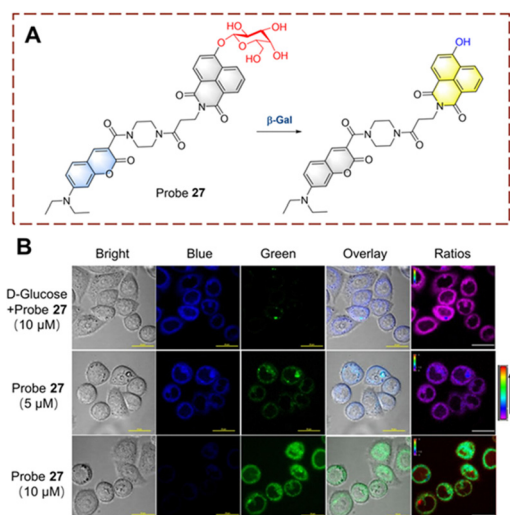 A
HO
OH
O
O
HO
OH
OH
O
N
O
O
N
N
O
O
O
N
Probe 27
β-Gal
O
N
O
O
N
N
O
O
O
N
B
Bright
Blue
Green
Overlay
Ratios
D-Glucose
+Probe 27
(10 μM)
Probe 27
(5 μM)
Probe 27
(10 μM)